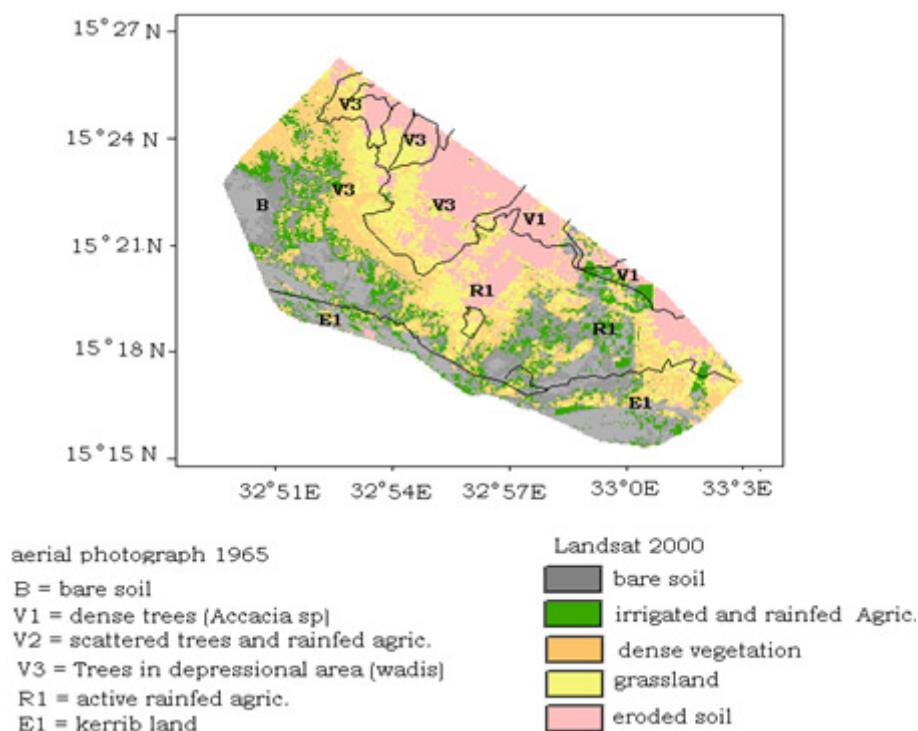 15°27 N
15°24 N
15°21 N
15°18 N
15°15 N
V3
V3
V3
B
V3
V1
V1
R1
R1
E1
E1
32°51E 32°54E 32°57E 33°0E 33°3E
aerial photograph 1965
B = bare soil
V1 = dense trees (Accacia sp)
V2 = scattered trees and rainfed agric.
V3 = Trees in depressional area (wadis)
R1 = active rainfed agric.
E1 = kerrib land
Landsat 2000
bare soil
irrigated and rainfed Agric.
dense vegetation
grassland
eroded soil